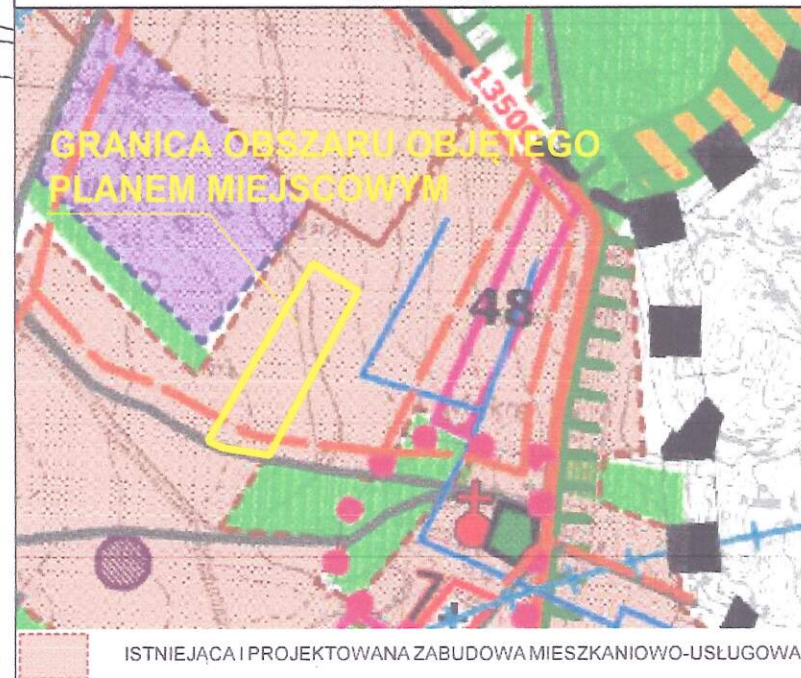 1350
GRANICA OBSZARU OBJĘTEGO
PLANEM MIEJSCOWYM
48
7
ISTNIEJĄCA I PROJEKTOWANA ZABUDOWA MIESZKANIOWO-USŁUGOWA